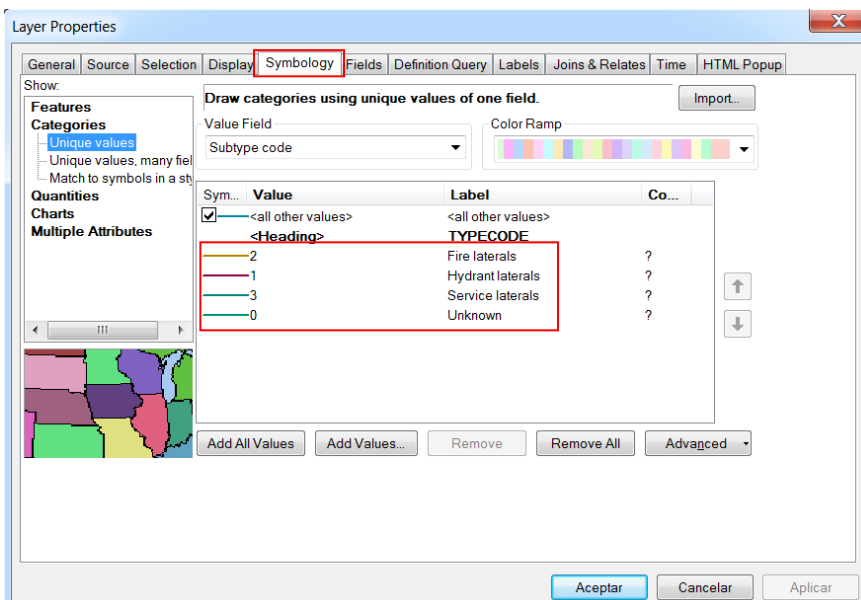 Layer Properties
X
General Source Selection Display Symbology Fields Definition Query Labels Joins & Relates Time HTML Popup
Show:
Features
Categories
Unique values
Unique values, many fiel
Match to symbols in a sty
Quantities
Charts
Multiple Attributes
Draw categories using unique values of one field.
Import...
Value Field
Subtype code
Color Ramp
Sym... Value Label Co...
<all other values> <all other values>
<Heading> TYPECODE
2 Fire laterals ?
1 Hydrant laterals ?
3 Service laterals ?
0 Unknown ?
Add All Values Add Values... Remove Remove All Advanced
Aceptar Cancelar Aplicar